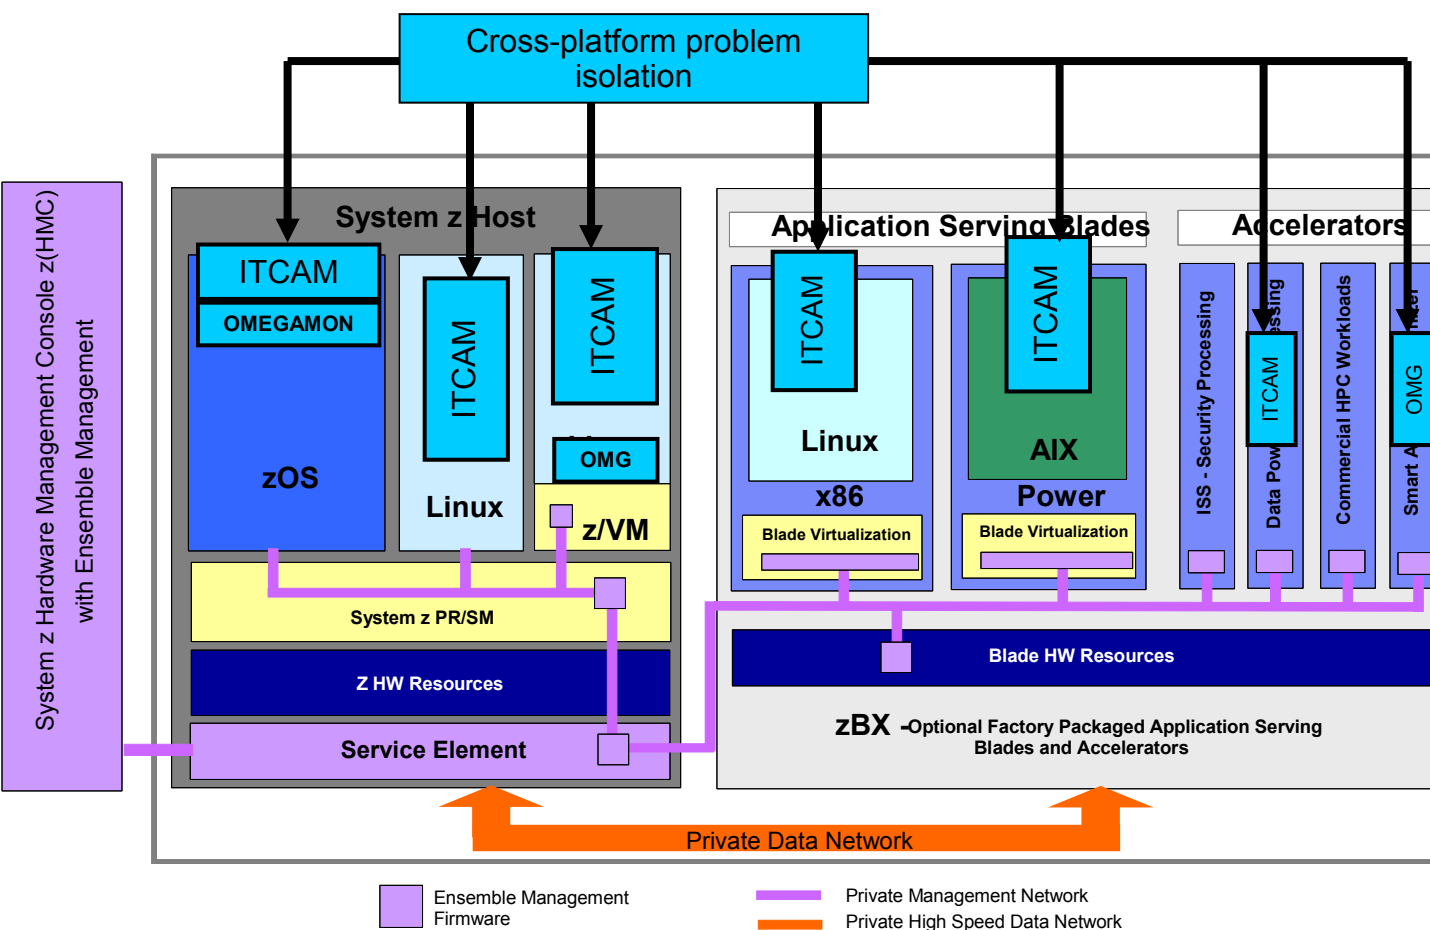 Cross-platform problem
isolation
System z Hardware Management Console z(HMC)
with Ensemble Management
System z Host
ITCAM
OMEGAMON
zOS
ITCAM
Linux
ITCAM
OMG
z/VM
System z PR/SM
Z HW Resources
Service Element
Application Serving Blades
ITCAM
Linux
x86
Blade Virtualization
ITCAM
AIX
Power
Blade Virtualization
Accelerators
ISS - Security Processing
ITCAM
Data Pow essing
Commercial HPC Workloads
OMG
Smart A
Blade HW Resources
zBX -Optional Factory Packaged Application Serving
Blades and Accelerators
Private Data Network
Ensemble Management
Firmware
Private Management Network
Private High Speed Data Network